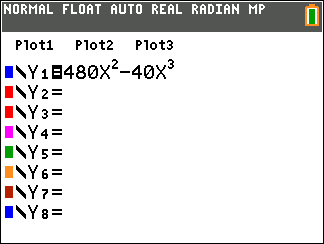 NORMAL FLOAT AUTO REAL RADIAN MP
Plot1 Plot2 Plot3
\Y₁=480X²-40X³
\Y₂=
\Y₃=
\Y₄=
\Y₅=
\Y₆=
\Y₇=
\Y₈=